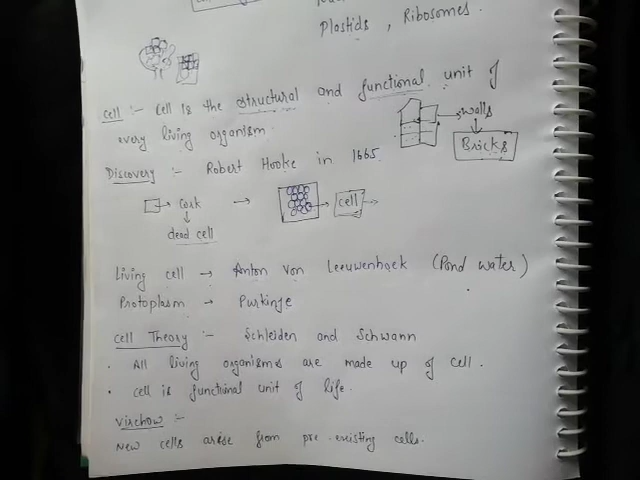 Plastids , Ribosomes.
Cell :- Cell is the structural and functional unit of
every living organism.
walls
Bricks
Discovery :- Robert Hooke in 1665
Cork
dead cell
cell
Living cell → Anton Von Leeuwenhoek (Pond water)
Protoplasm → Purkinje
Cell Theory :- Schleiden and Schwann
. All living organisms are made up of cell.
. cell is functional unit of life.
Virchow :-
New cells arise from pre-existing cells.